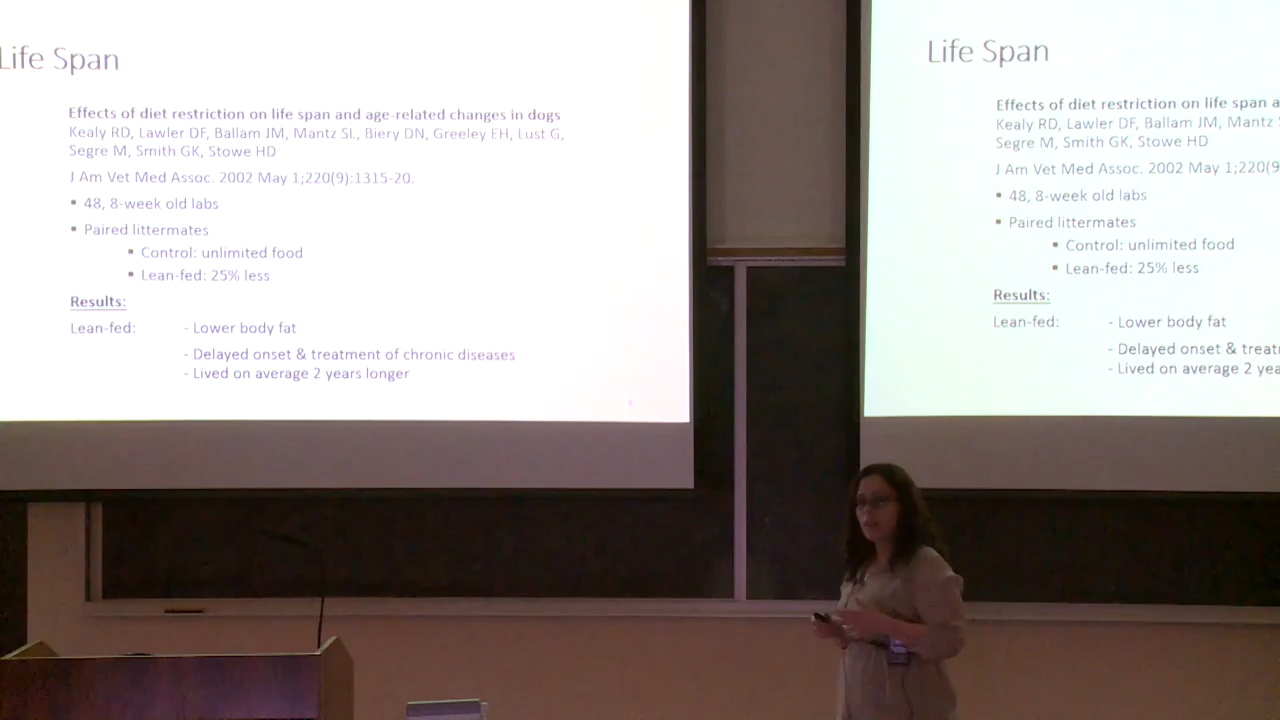 Life Span
Effects of diet restriction on life span and age-related changes in dogs
Kealy RD, Lawler DF, Ballam JM, Mantz SL, Biery DN, Greeley EH, Lust G,
Segre M, Smith GK, Stowe HD
J Am Vet Med Assoc. 2002 May 1;220(9):1315-20.
▪ 48, 8-week old labs
▪ Paired littermates
▪ Control: unlimited food
▪ Lean-fed: 25% less
Results:
Lean-fed: - Lower body fat
- Delayed onset & treatment of chronic diseases
- Lived on average 2 years longer
Life Span
Effects of diet restriction on life span a
Kealy RD, Lawler DF, Ballam JM, Mantz
Segre M, Smith GK, Stowe HD
J Am Vet Med Assoc. 2002 May 1;220(9
▪ 48, 8-week old labs
▪ Paired littermates
▪ Control: unlimited food
▪ Lean-fed: 25% less
Results:
Lean-fed: - Lower body fat
- Delayed onset & treat
- Lived on average 2 yea